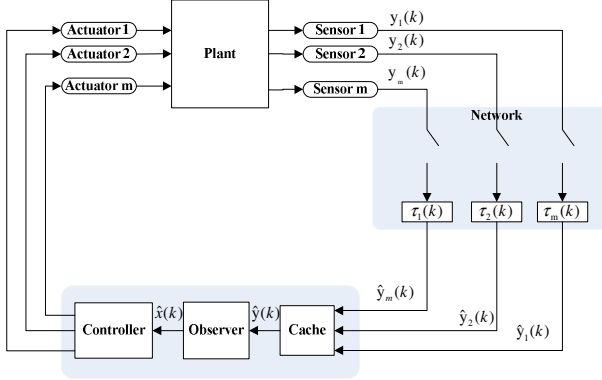 Actuator 1
Plant
Sensor 1
y₁(k)
Actuator 2
Sensor 2
y₂(k)
Actuator m
Sensor m
yₘ(k)
Network
τ₁(k)
τ₂(k)
τₘ(k)
ŷₘ(k)
ŷ₂(k)
ŷ₁(k)
Controller
x̂(k)
Observer
ŷ(k)
Cache